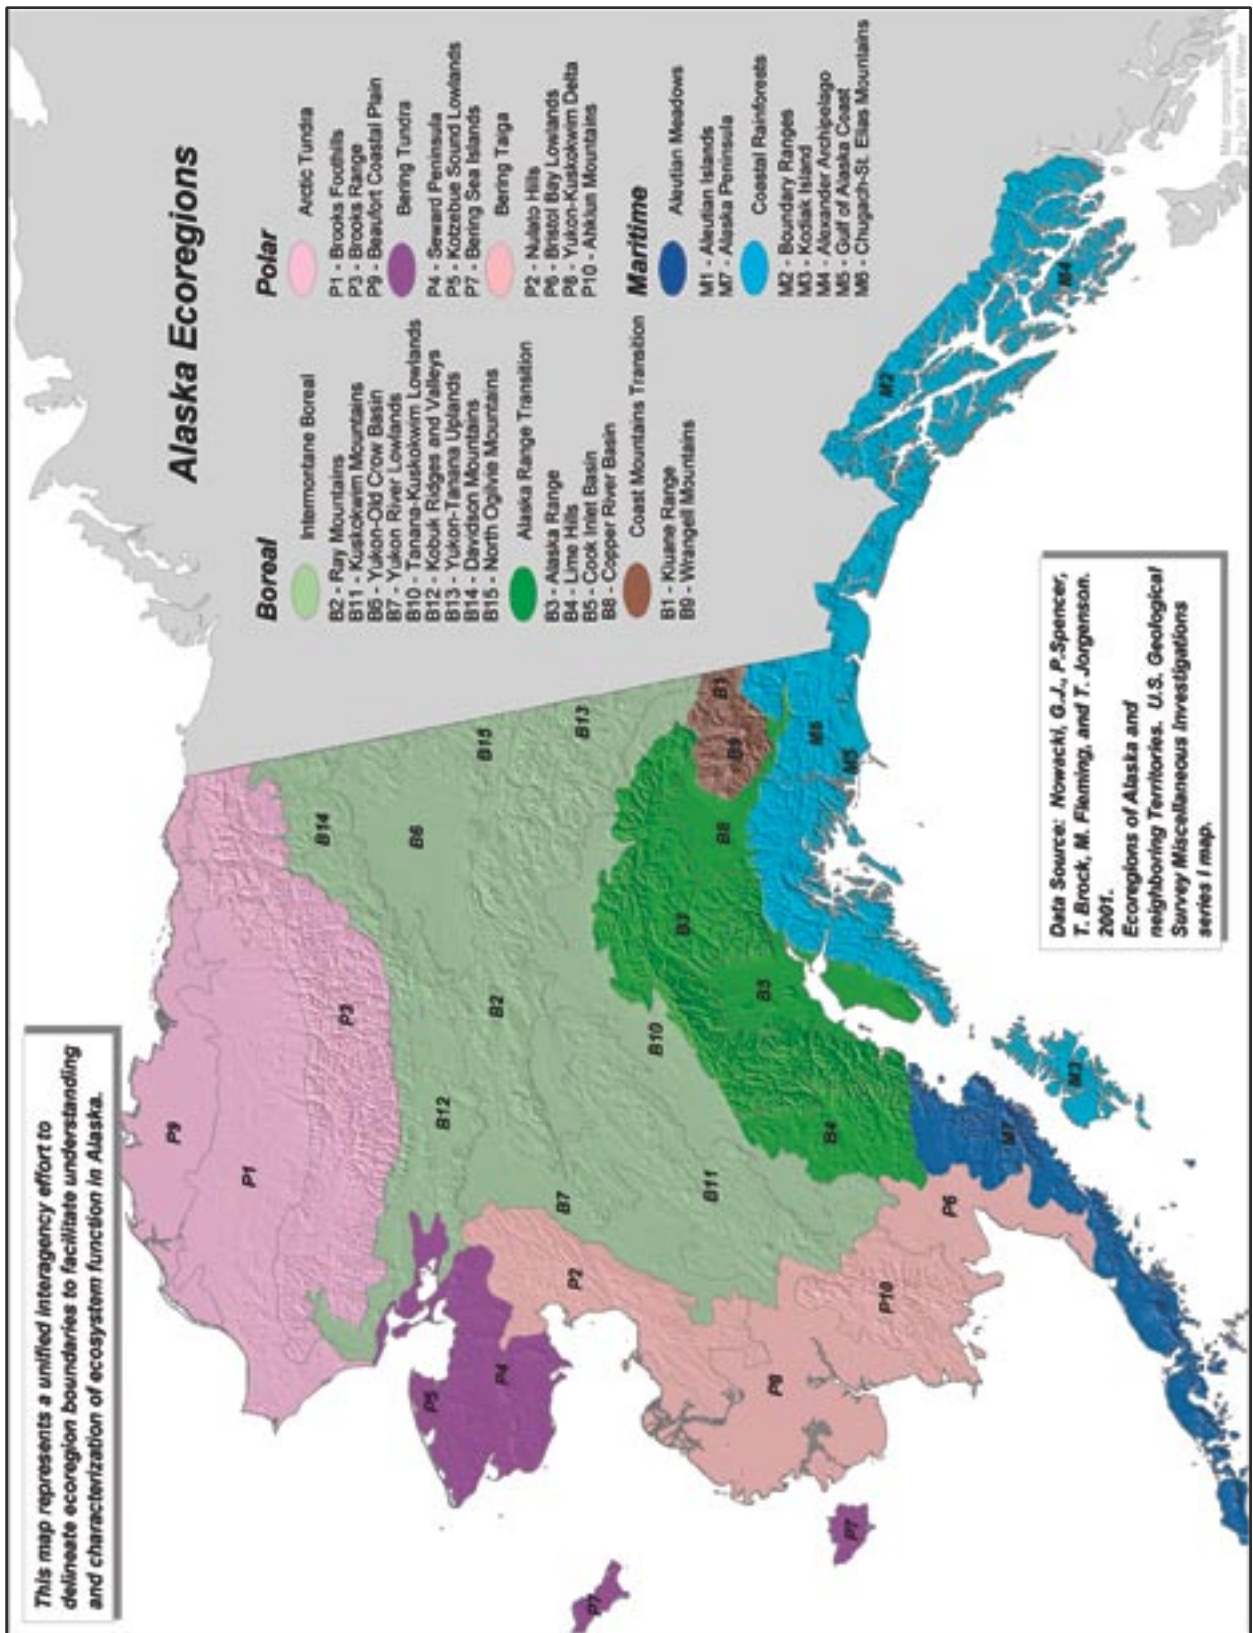 This map represents a unified interagency effort to
delineate ecoregion boundaries to facilitate understanding
and characterization of ecosystem function in Alaska.
Alaska Ecoregions
Boreal
Intermontane Boreal
B2 - Ray Mountains
B11 - Kuskokwim Mountains
B6 - Yukon-Old Crow Basin
B7 - Yukon River Lowlands
B10 - Tanana-Kuskokwim Lowlands
B12 - Kobuk Ridges and Valleys
B13 - Yukon-Tanana Uplands
B14 - Davidson Mountains
B15 - North Ogilvie Mountains
Alaska Range Transition
B3 - Alaska Range
B4 - Lime Hills
B5 - Cook Inlet Basin
B8 - Copper River Basin
Coast Mountains Transition
B1 - Kluane Range
B9 - Wrangell Mountains
Polar
Arctic Tundra
P1 - Brooks Foothills
P3 - Brooks Range
P9 - Beaufort Coastal Plain
Bering Tundra
P4 - Seward Peninsula
P5 - Kotzebue Sound Lowlands
P7 - Bering Sea Islands
Bering Taiga
P2 - Nulato Hills
P6 - Bristol Bay Lowlands
P8 - Yukon-Kuskokwim Delta
P10 - Ahklun Mountains
Maritime
Aleutian Meadows
M1 - Aleutian Islands
M7 - Alaska Peninsula
Coastal Rainforests
M2 - Boundary Ranges
M3 - Kodiak Island
M4 - Alexander Archipelago
M5 - Gulf of Alaska Coast
M6 - Chugach-St. Elias Mountains
P9
P1
P3
B14
B6
B15
B13
B12
B2
B7
B10
B11
P5
P4
P2
P7
P8
P10
P6
P7
B3
B8
B9
B1
B5
B4
M6
M5
M7
M3
M2
M4
Data Source: Nowacki, G.J., P.Spencer,
T. Brock, M. Fleming, and T. Jorgenson.
2001.
Ecoregions of Alaska and
neighboring Territories. U.S. Geological
Survey Miscellaneous Investigations
series I map.
Map composition